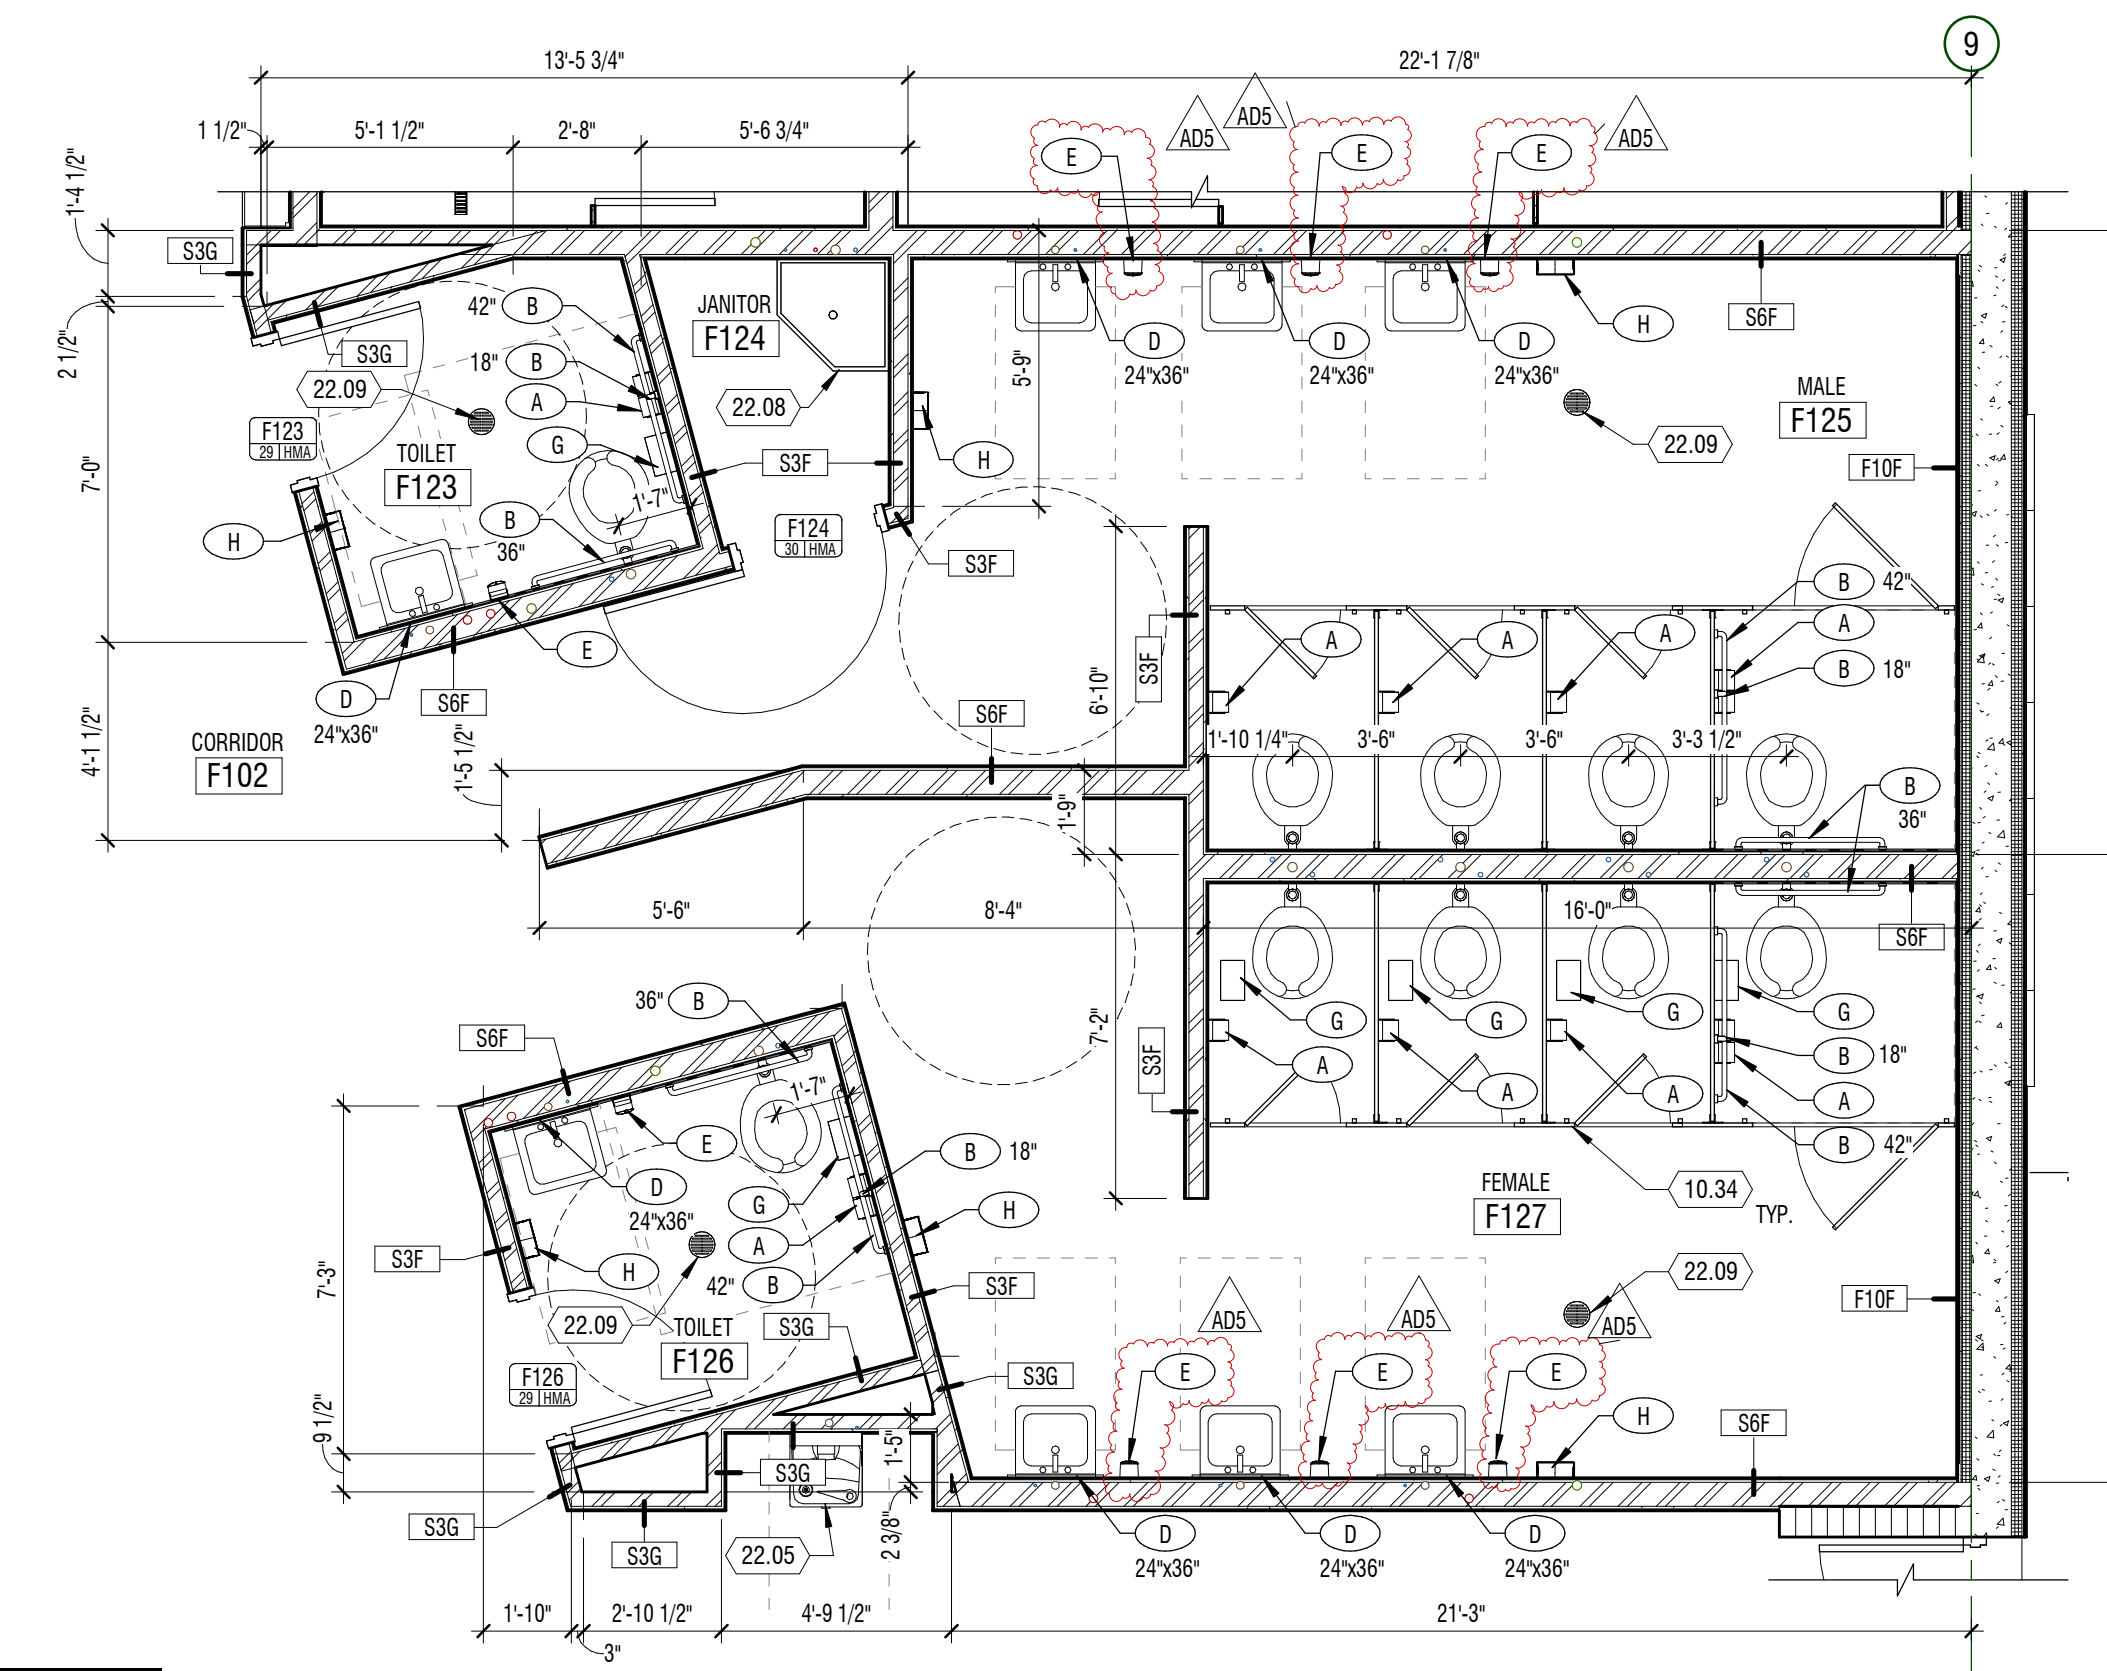 9
13'-5 3/4"
22'-1 7/8"
1 1/2"
5'-1 1/2"
2'-8"
5'-6 3/4"
AD5
AD5
AD5
E
E
E
1'-4 1/2"
S3G
42"
B
JANITOR
F124
S6F
H
2 1/2"
S3G
18"
B
D
24"x36"
D
24"x36"
D
24"x36"
5'-9"
22.09
A
22.08
MALE
F125
F123
29 HMA
TOILET
F123
G
S3F
H
22.09
F10F
7'-0"
1'-7"
B
36"
H
F124
30 HMA
S3F
B 42"
E
A
A
A
A
S3F
B 18"
D
24"x36"
S6F
S6F
6'-10"
CORRIDOR
F102
4'-1 1/2"
1'-5 1/2"
1'-10 1/4"
3'-6"
3'-6"
3'-3 1/2"
B
36"
1'-9"
5'-6"
8'-4"
16'-0"
S6F
36" B
S6F
7'-2"
S3F
G
G
G
G
A
B 18"
A
A
A
1'-7"
E
B 18"
B 42"
D
24"x36"
G
H
FEMALE
F127
10.34
TYP.
S3F
A
H
42" B
7'-3"
S3F
22.09
F10F
22.09
TOILET
F126
S3G
AD5
AD5
AD5
F126
29 HMA
S3G
E
E
E
9 1/2"
H
S6F
1'-5"
S3G
S3G
S3G
22.05
2 3/8"
D
24"x36"
D
24"x36"
D
24"x36"
1'-10"
2'-10 1/2"
4'-9 1/2"
21'-3"
3"